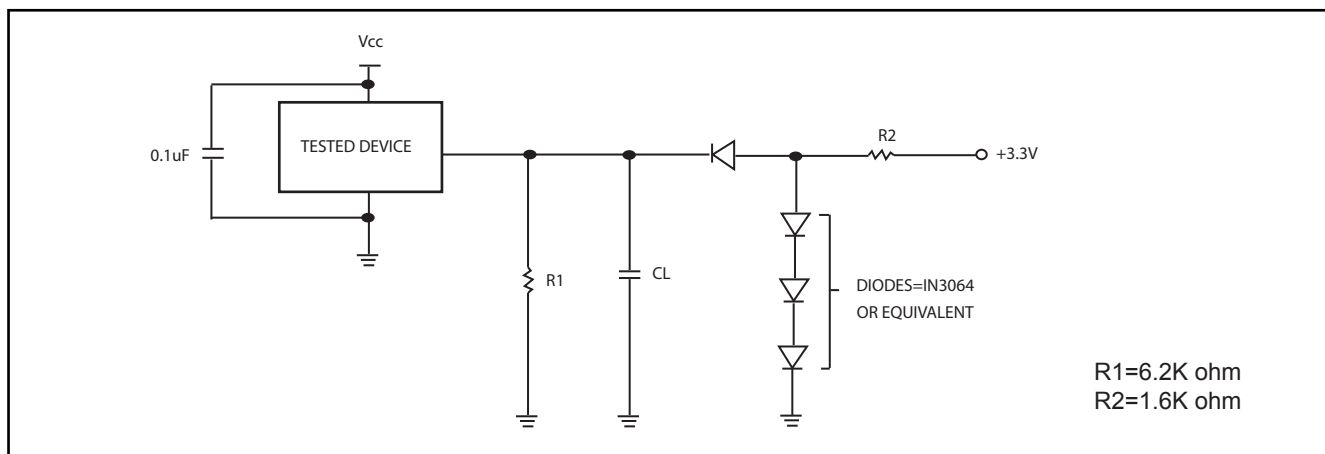 Vcc
0.1uF
TESTED DEVICE
R2
+3.3V
R1
CL
DIODES=IN3064
OR EQUIVALENT
R1=6.2K ohm
R2=1.6K ohm